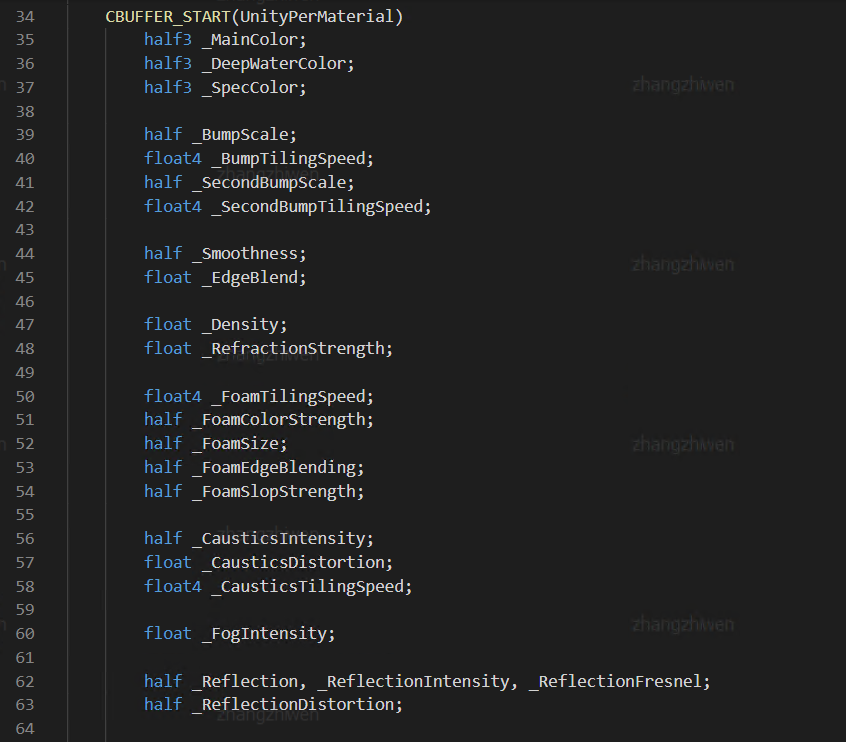 34 CBUFFER_START(UnityPerMaterial)
35 half3 _MainColor;
36 half3 _DeepWaterColor;
37 half3 _SpecColor;
zhangzhiwen
38
39 half _BumpScale;
40 float4 _BumpTilingSpeed;
zhangzhiwen
41 half _SecondBumpScale;
42 float4 _SecondBumpTilingSpeed;
43
44 half _Smoothness;
zhangzhiwen
45 float _EdgeBlend;
46
47 float _Density;
48 float _RefractionStrength;
zhangzhiwen
49
50 float4 _FoamTilingSpeed;
51 half _FoamColorStrength;
52 half _FoamSize;
zhangzhiwen
53 half _FoamEdgeBlending;
54 half _FoamSlopStrength;
55
56 half _CausticsIntensity;
zhangzhiwen
57 float _CausticsDistortion;
58 float4 _CausticsTilingSpeed;
59
60 float _FogIntensity;
zhangzhiwen
61
62 half _Reflection, _ReflectionIntensity, _ReflectionFresnel;
63 half _ReflectionDistortion;
zhangzhiwen
64